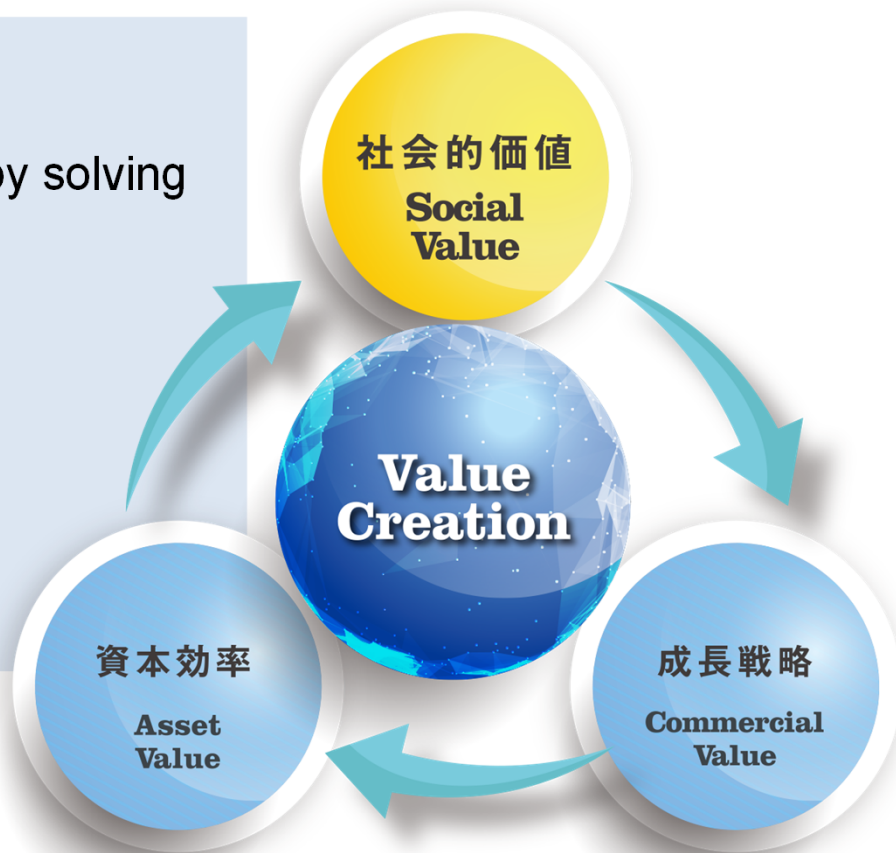 by solving
社会的価値
Social
Value
Value
Creation
資本効率
Asset
Value
成長戦略
Commercial
Value